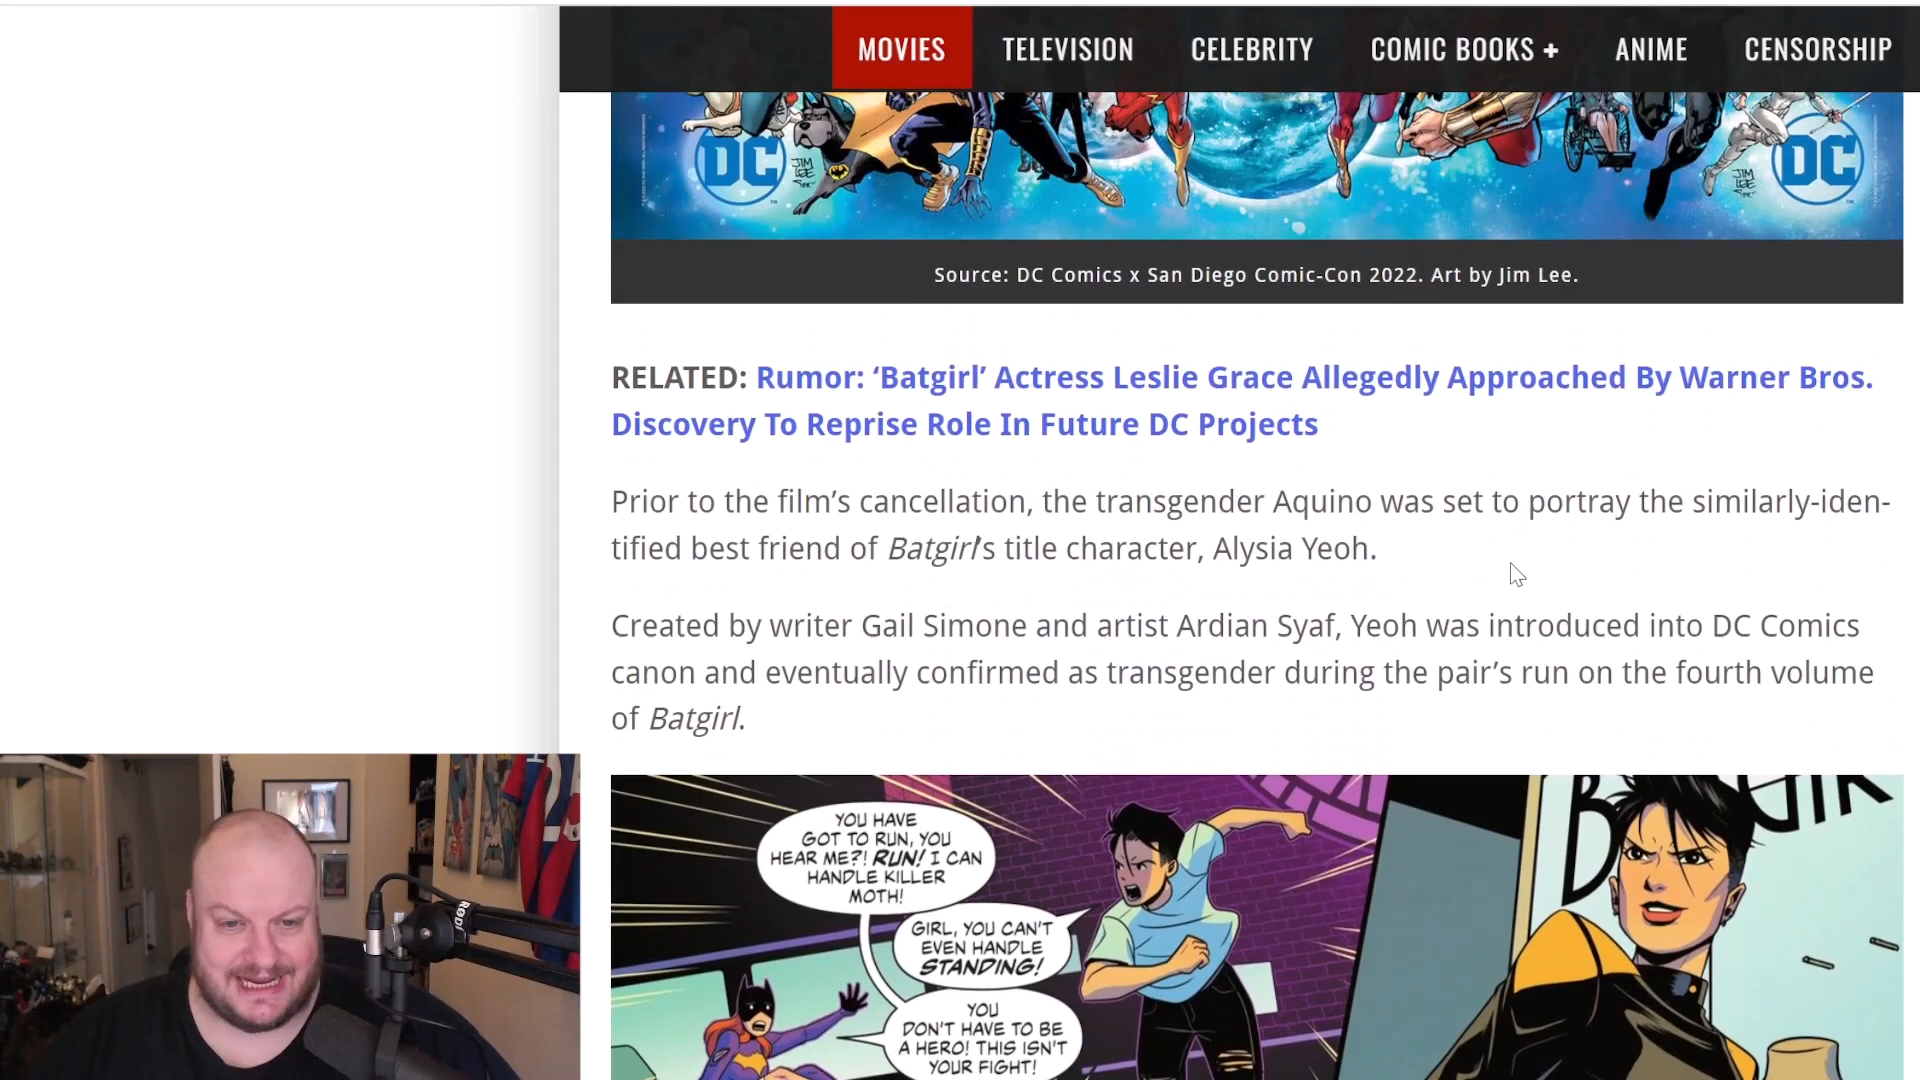 MOVIES TELEVISION CELEBRITY COMIC BOOKS + ANIME CENSORSHIP
DC JIM LEE
JIM LEE DC
Source: DC Comics x San Diego Comic-Con 2022. Art by Jim Lee.
RELATED: Rumor: ‘Batgirl’ Actress Leslie Grace Allegedly Approached By Warner Bros.
Discovery To Reprise Role In Future DC Projects
Prior to the film’s cancellation, the transgender Aquino was set to portray the similarly-iden-
tified best friend of Batgirl’s title character, Alysia Yeoh.
Created by writer Gail Simone and artist Ardian Syaf, Yeoh was introduced into DC Comics
canon and eventually confirmed as transgender during the pair’s run on the fourth volume
of Batgirl.
YOU HAVE
GOT TO RUN, YOU
HEAR ME?! RUN! I CAN
HANDLE KILLER
MOTH!
GIRL, YOU CAN'T
EVEN HANDLE
STANDING!
YOU
DON'T HAVE TO BE
A HERO! THIS ISN'T
YOUR FIGHT!
RØDE